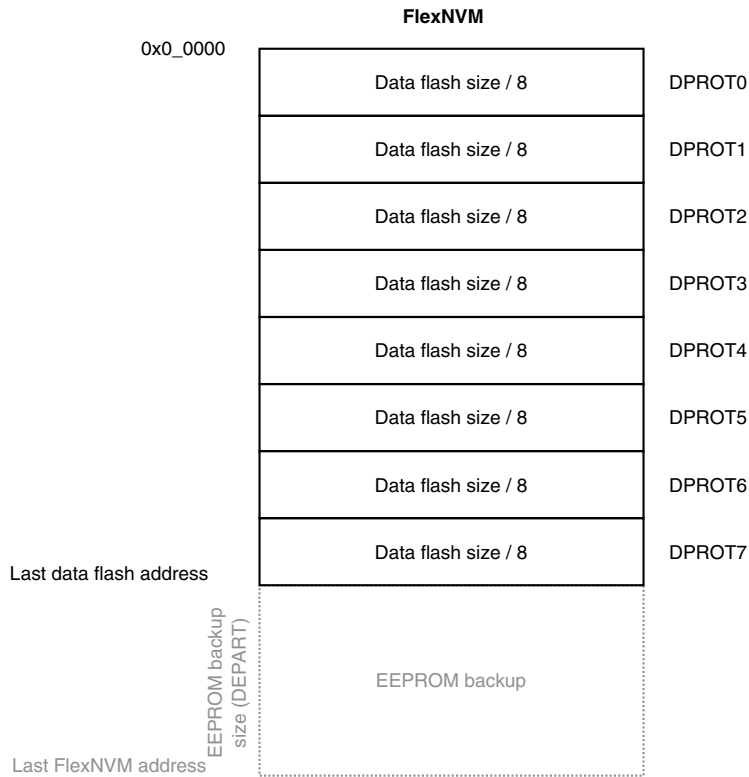 FlexNVM
0x0_0000
Data flash size / 8 DPROT0
Data flash size / 8 DPROT1
Data flash size / 8 DPROT2
Data flash size / 8 DPROT3
Data flash size / 8 DPROT4
Data flash size / 8 DPROT5
Data flash size / 8 DPROT6
Data flash size / 8 DPROT7
Last data flash address
EEPROM backup
size (DEPART)
EEPROM backup
Last FlexNVM address